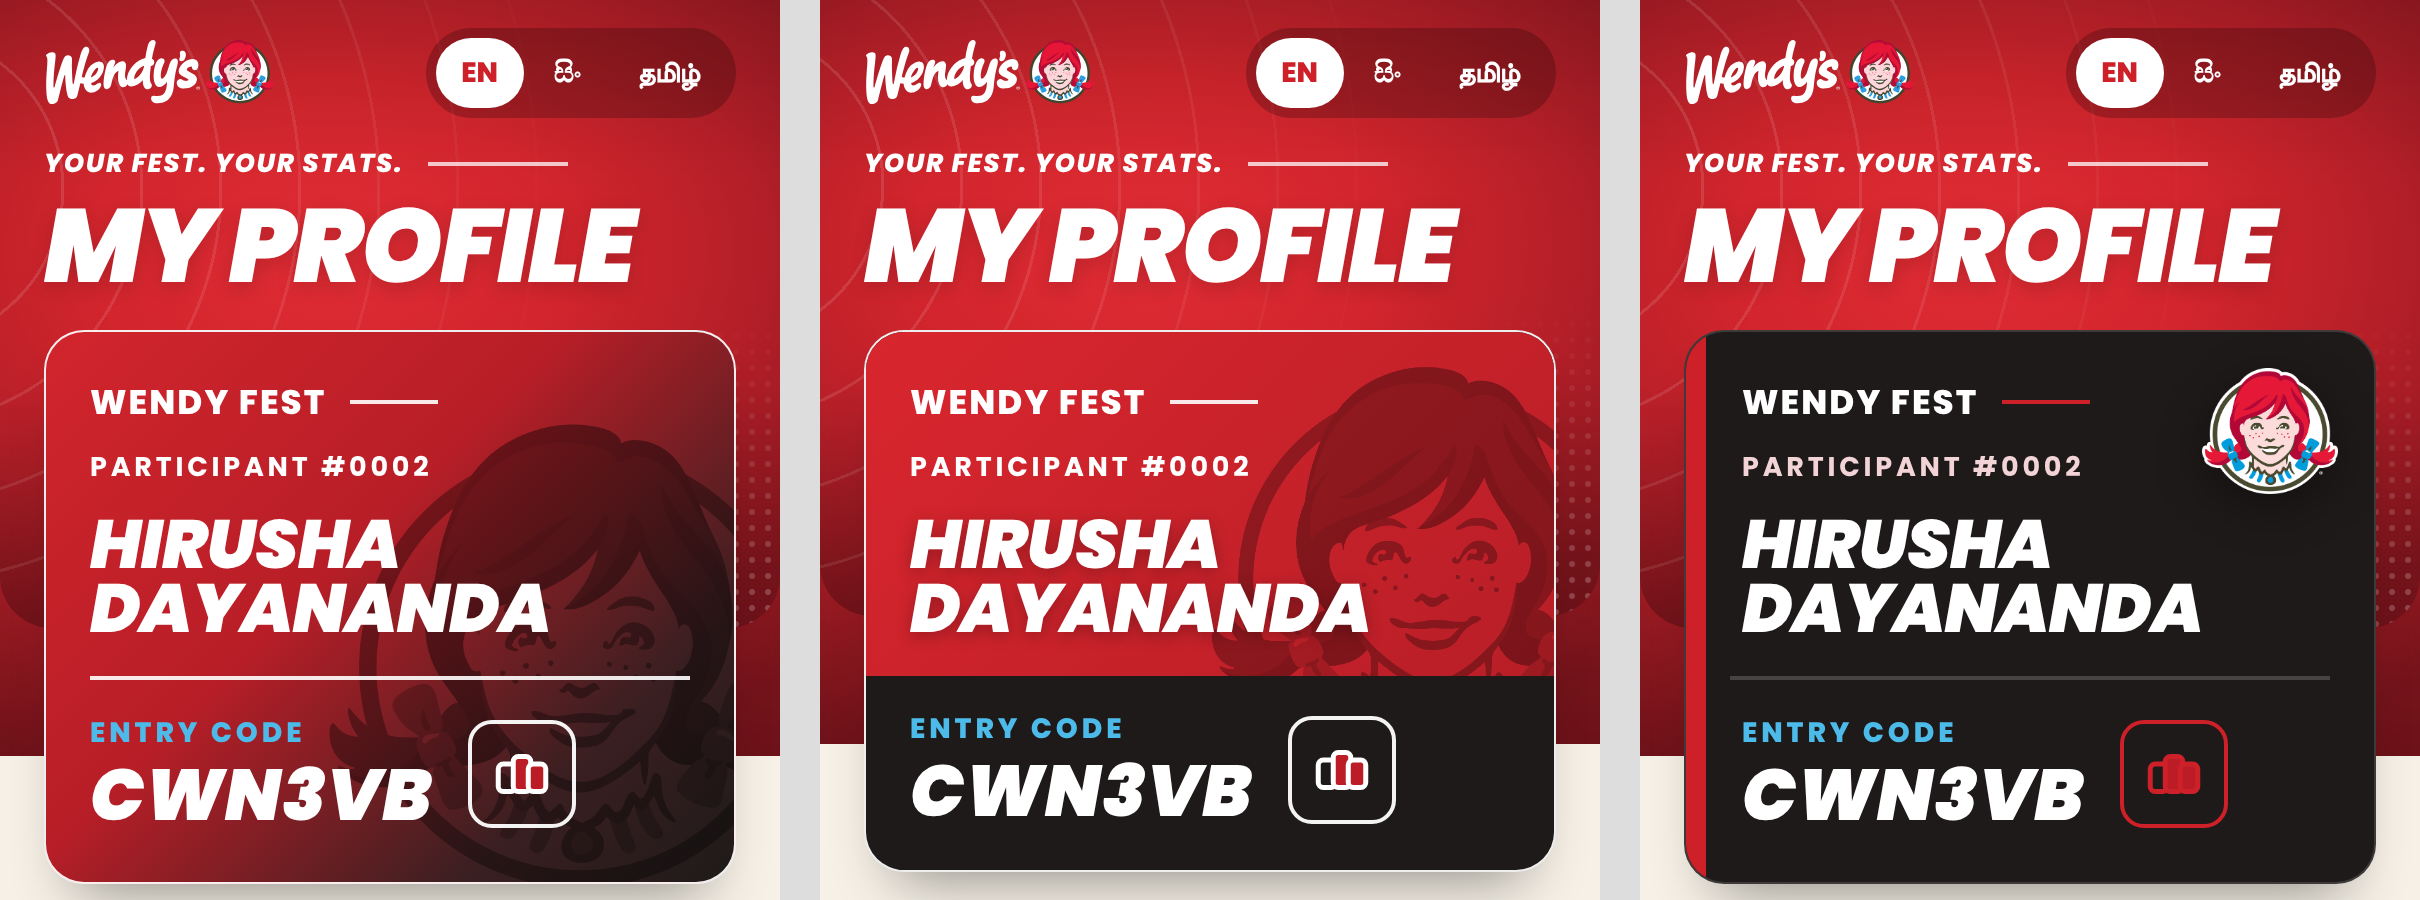 Wendy's
EN සිං தமிழ்
YOUR FEST. YOUR STATS.
MY PROFILE
WENDY FEST
PARTICIPANT #0002
HIRUSHA
DAYANANDA
ENTRY CODE
CWN3VB
Wendy's
EN සිං தமிழ்
YOUR FEST. YOUR STATS.
MY PROFILE
WENDY FEST
PARTICIPANT #0002
HIRUSHA
DAYANANDA
ENTRY CODE
CWN3VB
Wendy's
EN සිං தமிழ்
YOUR FEST. YOUR STATS.
MY PROFILE
WENDY FEST
PARTICIPANT #0002
HIRUSHA
DAYANANDA
ENTRY CODE
CWN3VB